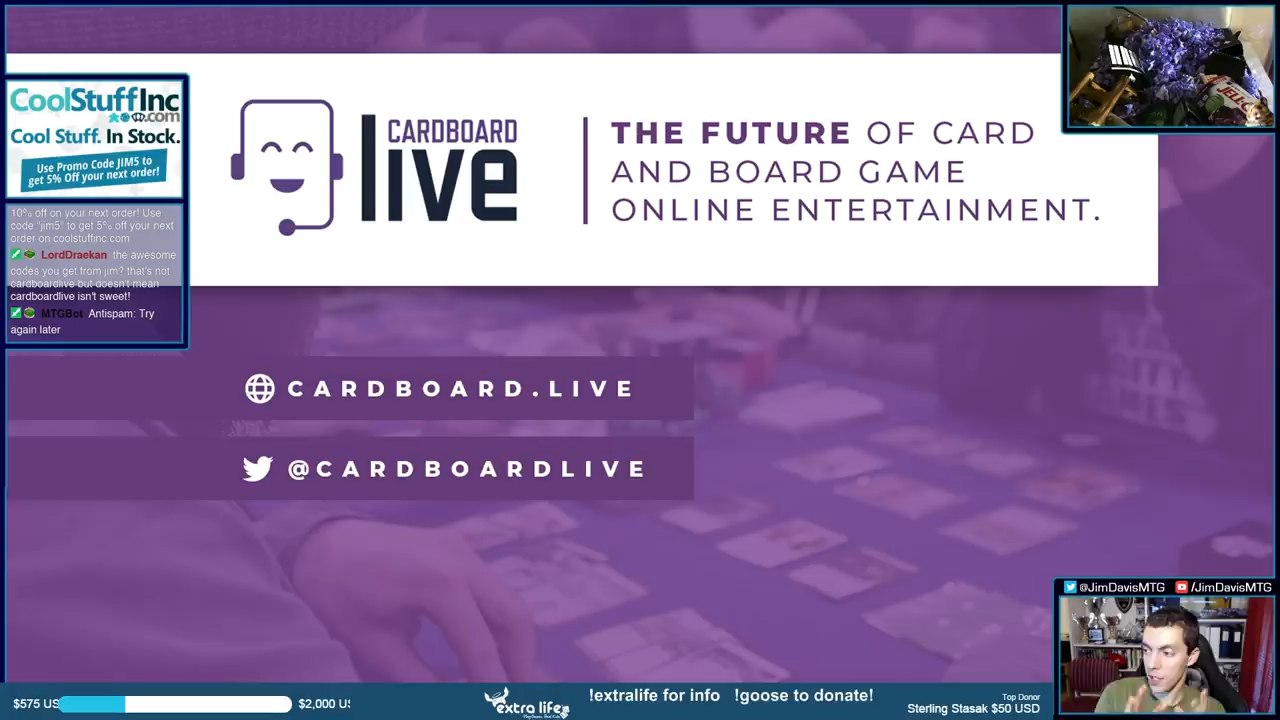 CoolStuffInc
.com
Cool Stuff. In Stock.
Use Promo Code JIM5 to
get 5% Off your next order!
10% off on your next order! Use
code "jim5" to get 5% off your next
order on coolstuffinc.com
LordDraekan the awesome
codes you get from jim? that's not
cardboardlive but doesn't mean
cardboardlive isn't sweet!
MTGBot Antispam: Try
again later
CARDBOARD
live
THE FUTURE OF CARD
AND BOARD GAME
ONLINE ENTERTAINMENT.
CARDBOARD.LIVE
@CARDBOARDLIVE
@JimDavisMTG /JimDavisMTG
$575 US
$2,000 U
extra life
!extralife for info !goose to donate!
Top Donor
Sterling Stasak $50 USD